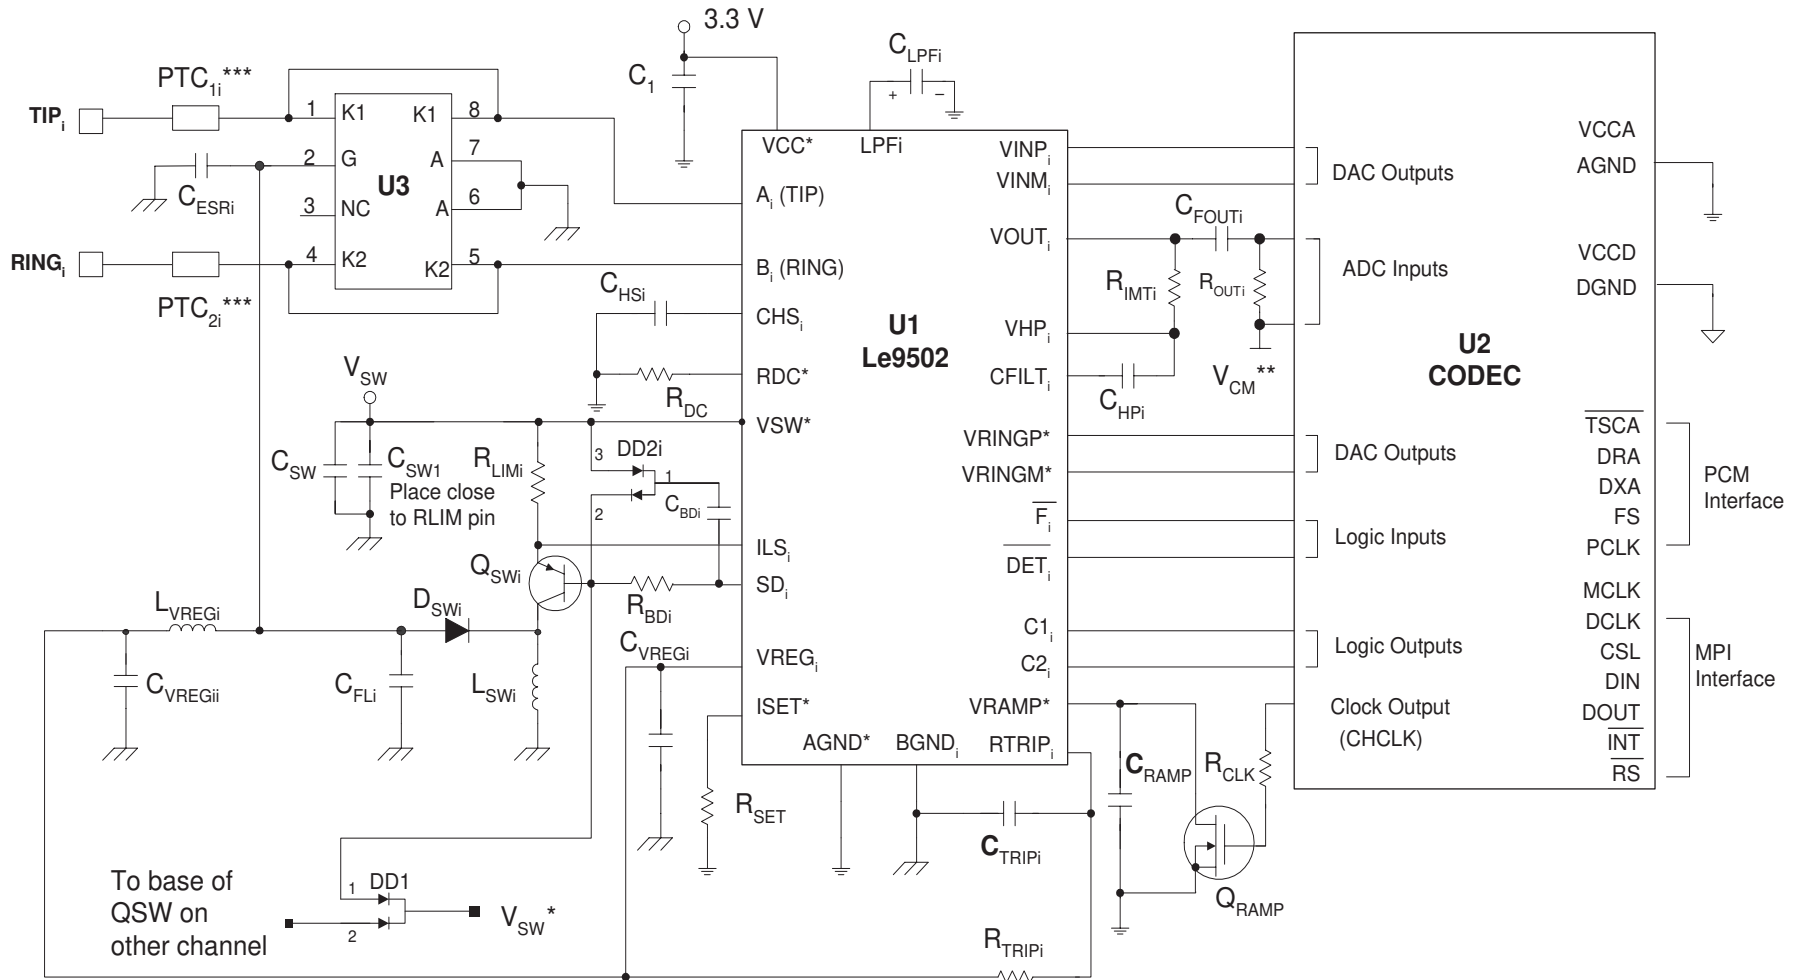 3.3 V
C1
CLPFi
+ −
PTC1i***
TIPi
1 K1
K1 8
2 G
A 7
U3
3 NC
A 6
4 K2
K2 5
CESRi
RINGi
PTC2i***
CHSi
RDC
VSW
CSW
CSW1
Place close
to RLIM pin
RLIMi
DD2i
3
1
2
CBDi
QSWi
RBDi
LVREGi
DSWi
CVREGi
CVREGii
CFLi
LSWi
RSET
To base of
QSW on
other channel
1
DD1
2
VSW*
VCC*
LPFi
Ai (TIP)
Bi (RING)
CHSi
RDC*
VSW*
ILSi
SDi
VREGi
ISET*
AGND*
BGNDi
U1
Le9502
VINPi
VINMi
VOUTi
VHPi
CFILTi
VRINGP*
VRINGM*
Fi
DETi
C1i
C2i
VRAMP*
RTRIPi
CFOUTi
RIMTi
ROUTi
VCM**
CHPi
CTRIPi
RTRIPi
CRAMP
RCLK
QRAMP
DAC Outputs
ADC Inputs
DAC Outputs
Logic Inputs
Logic Outputs
Clock Output
(CHCLK)
U2
CODEC
VCCA
AGND
VCCD
DGND
TSCA
DRA
DXA
FS
PCLK
PCM
Interface
MCLK
DCLK
CSL
DIN
DOUT
INT
RS
MPI
Interface